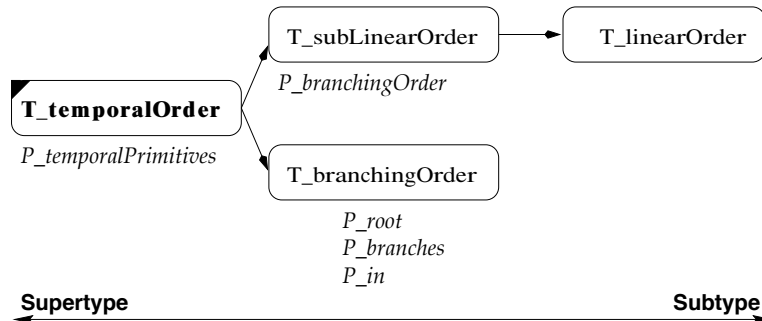 T_subLinearOrder
T_linearOrder
P_branchingOrder
T_temporalOrder
P_temporalPrimitives
T_branchingOrder
P_root
P_branches
P_in
Supertype
Subtype